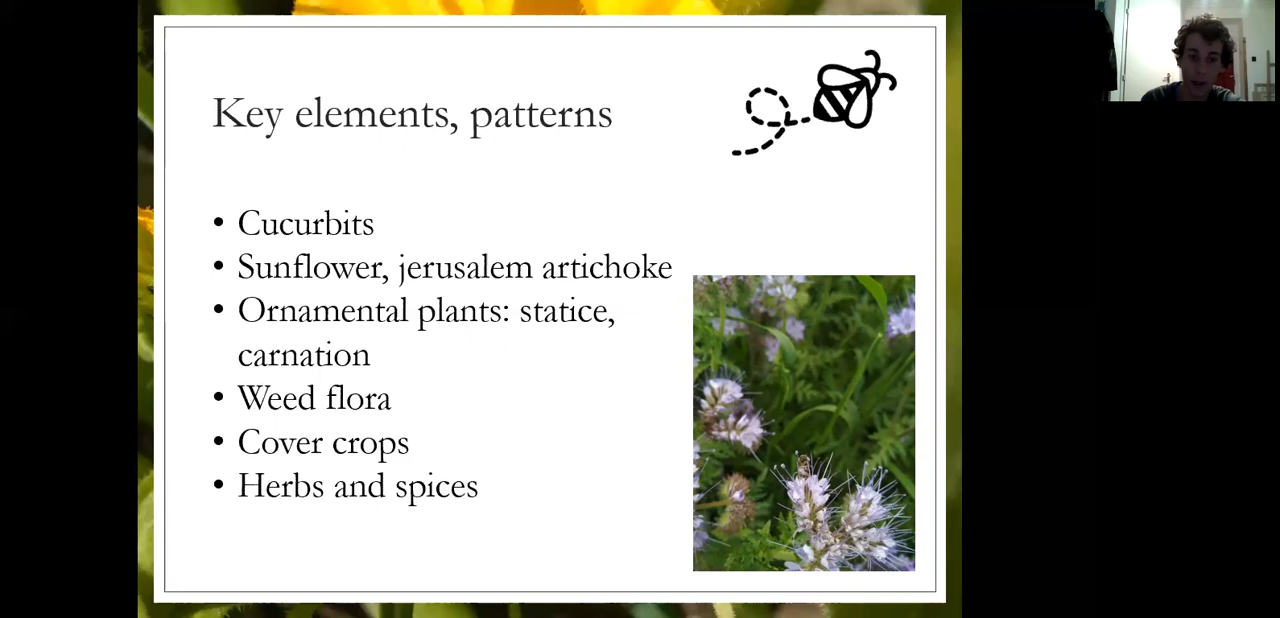 Key elements, patterns
• Cucurbits
• Sunflower, jerusalem artichoke
• Ornamental plants: statice,
carnation
• Weed flora
• Cover crops
• Herbs and spices